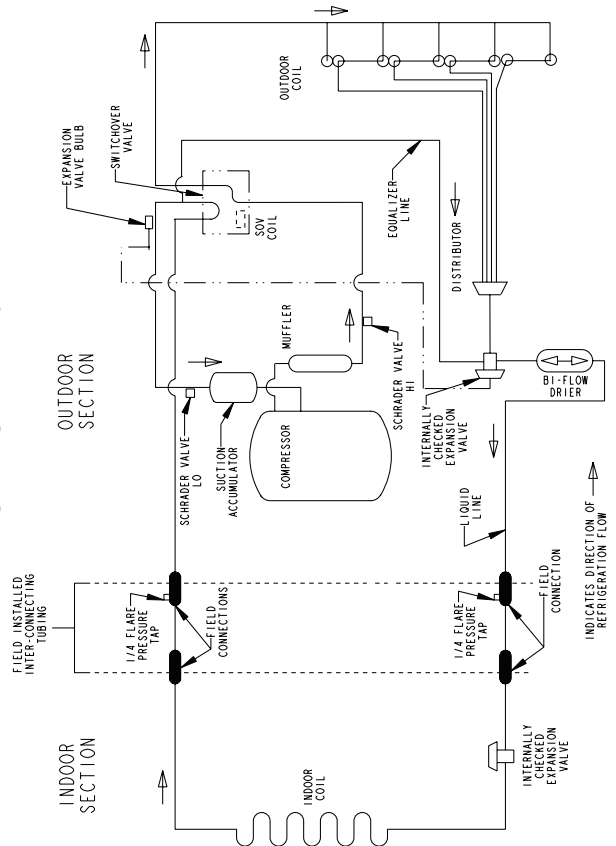 INDOOR
SECTION
FIELD INSTALLED
INTER-CONNECTING
TUBING
OUTDOOR
SECTION
EXPANSION
VALVE BULB
SWITCHOVER
VALVE
OUTDOOR
COIL
1/4 FLARE
PRESSURE
TAP
FIELD
CONNECTIONS
SCHRADER VALVE
LO
SUCTION
ACCUMULATOR
COMPRESSOR
MUFFLER
SOV
COIL
SCHRADER VALVE
HI
EQUALIZER
LINE
DISTRIBUTOR
INTERNALLY
CHECKED
EXPANSION
VALVE
BI-FLOW
DRIER
INDOOR
COIL
LIQUID
LINE
1/4 FLARE
PRESSURE
TAP
FIELD
CONNECTION
INTERNALLY
CHECKED
EXPANSION
VALVE
INDICATES DIRECTION OF
REFRIGERATION FLOW